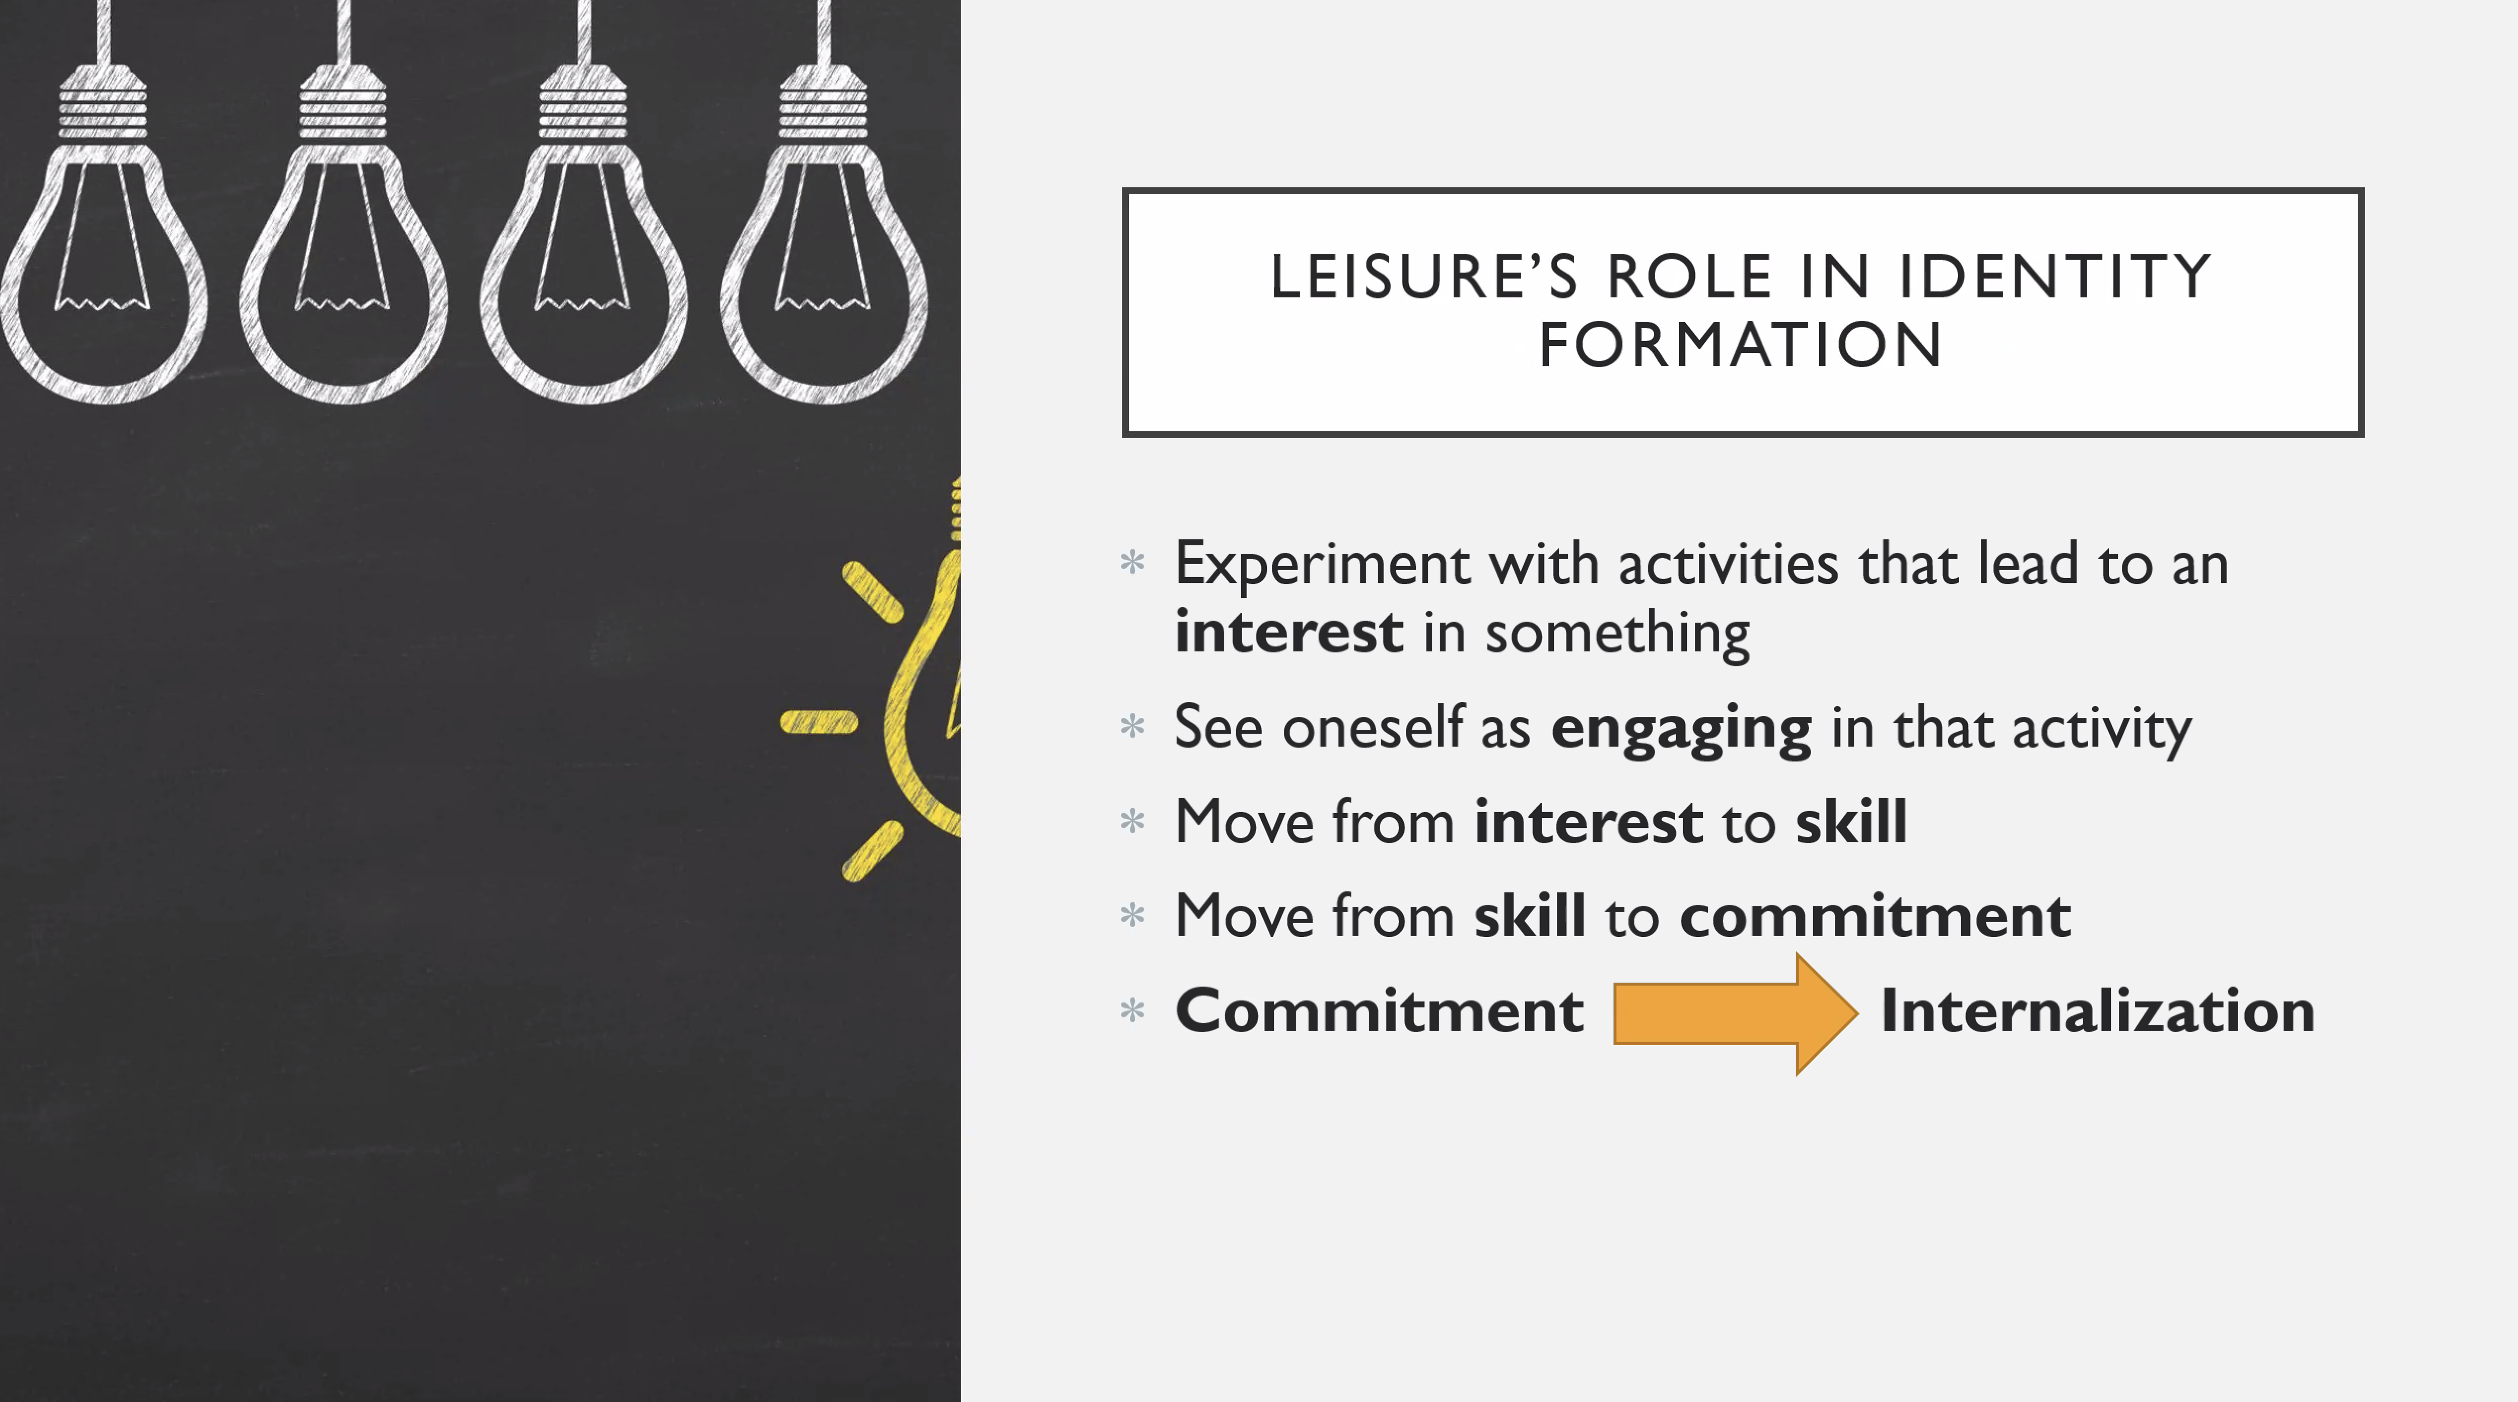 LEISURE’S ROLE IN IDENTITY
FORMATION
* Experiment with activities that lead to an
interest in something
* See oneself as engaging in that activity
* Move from interest to skill
* Move from skill to commitment
* Commitment Internalization